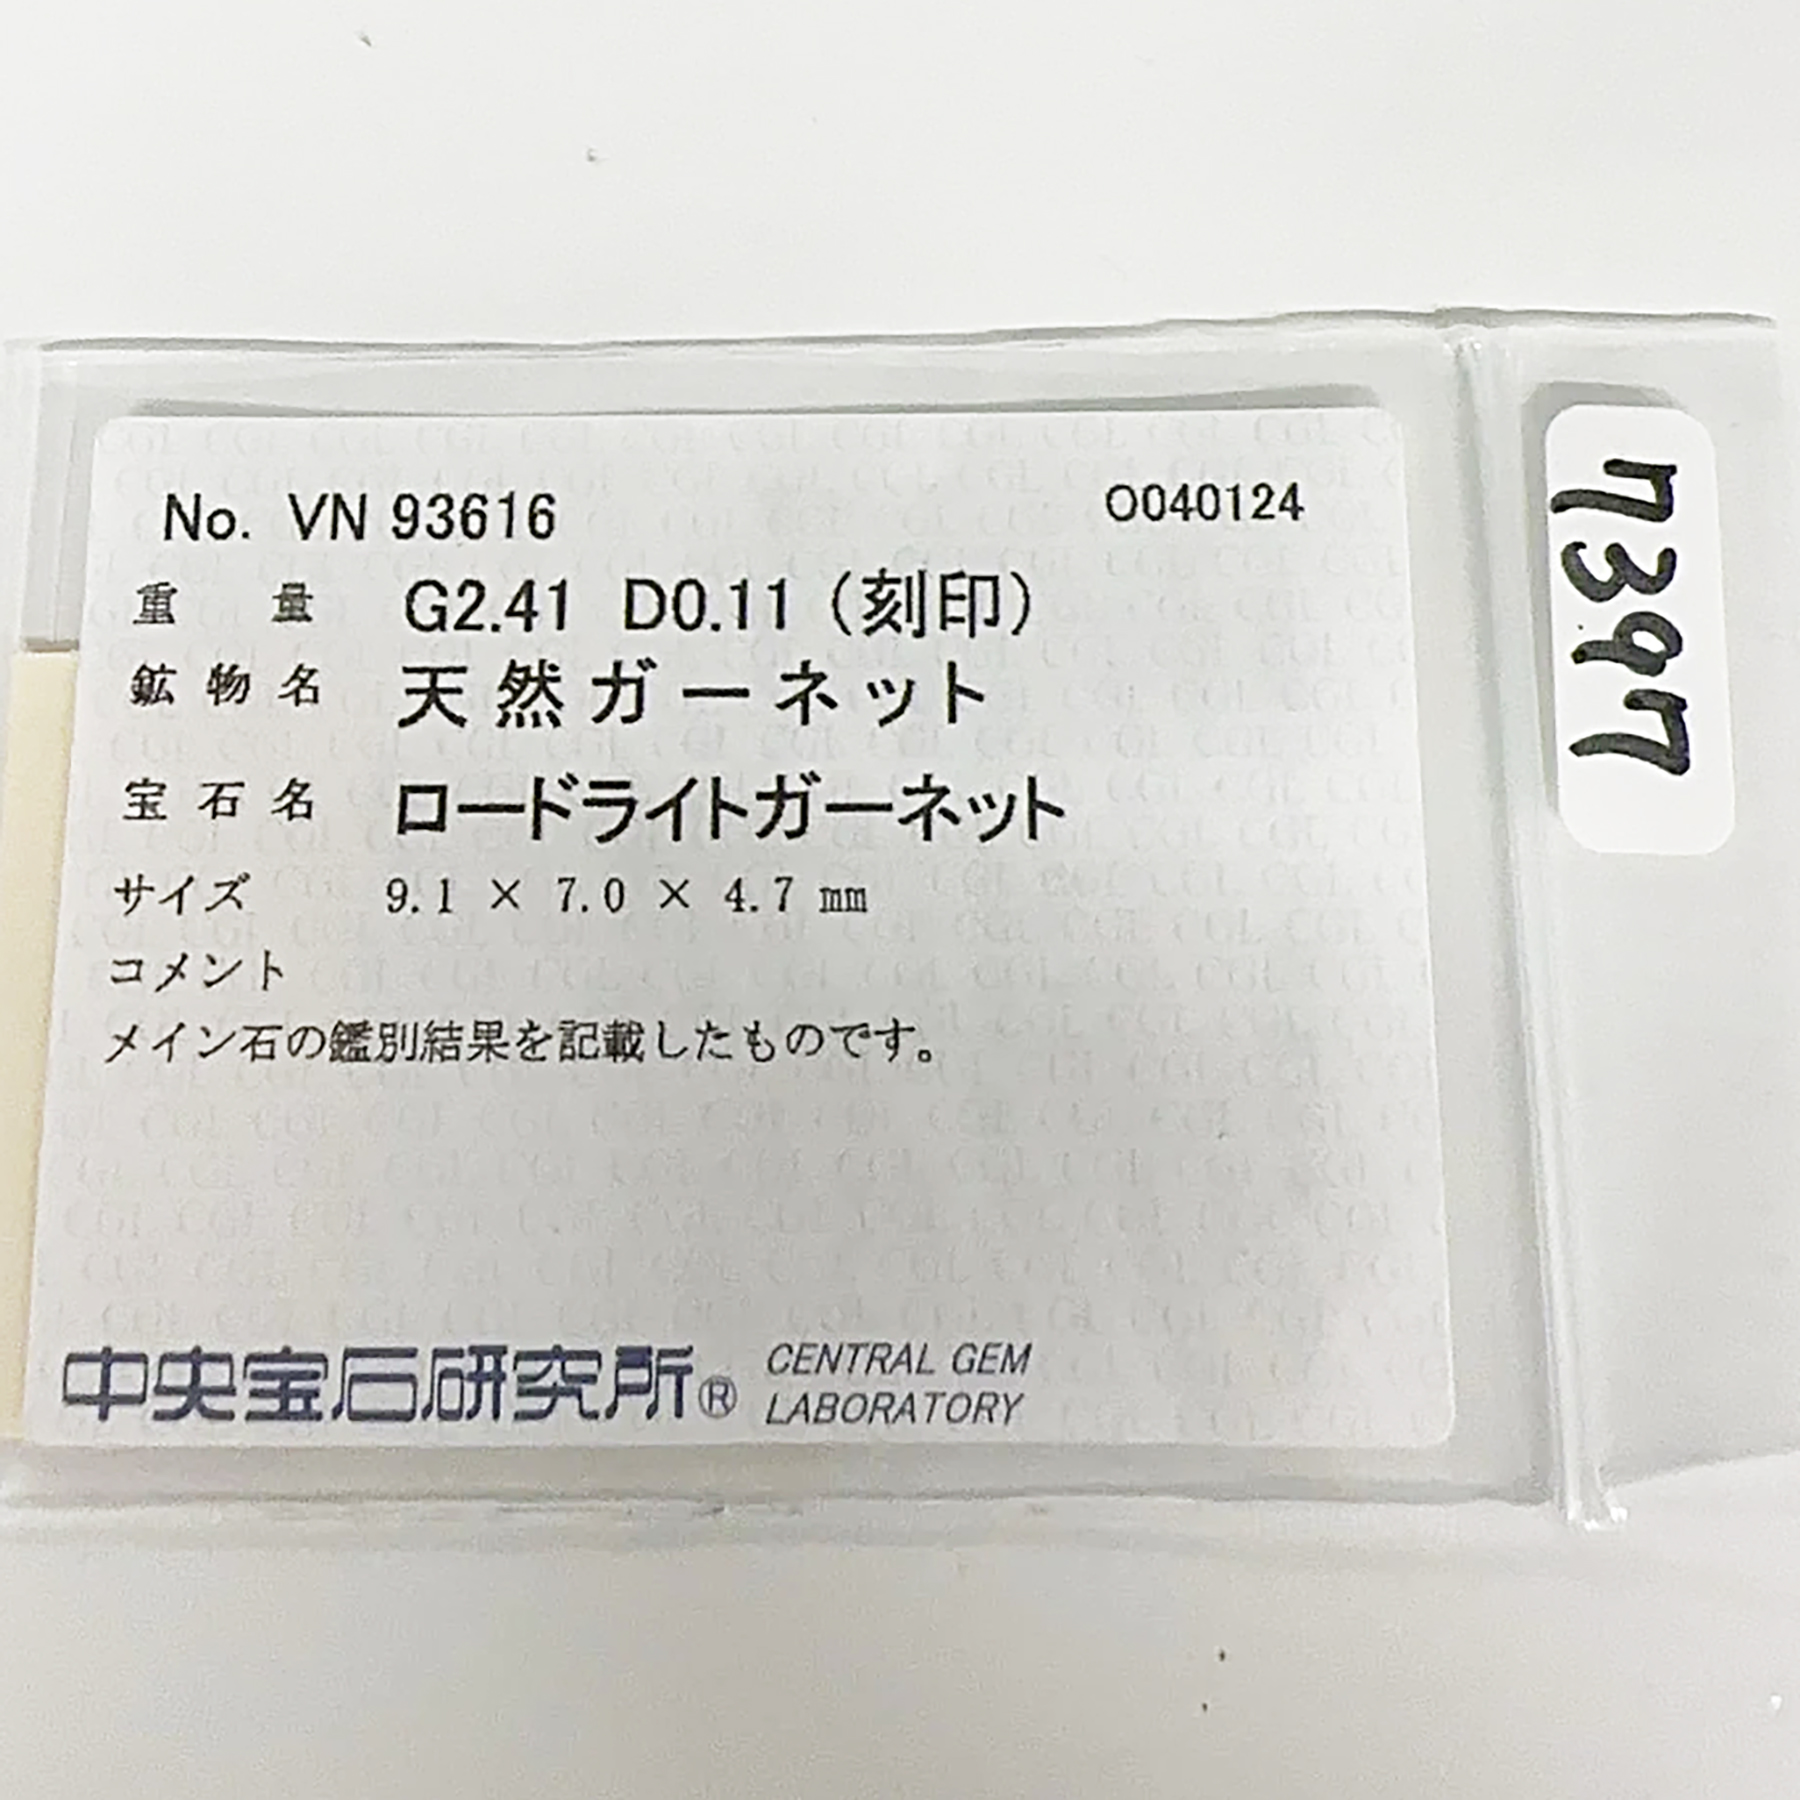 No. VN 93616 O040124
重量 G2.41 D0.11 (刻印)
鉱物名 天然ガーネット
宝石名 ロードライトガーネット
サイズ 9.1 × 7.0 × 4.7 mm
コメント
メイン石の鑑別結果を記載したものです。
中央宝石研究所® CENTRAL GEM
LABORATORY
7397